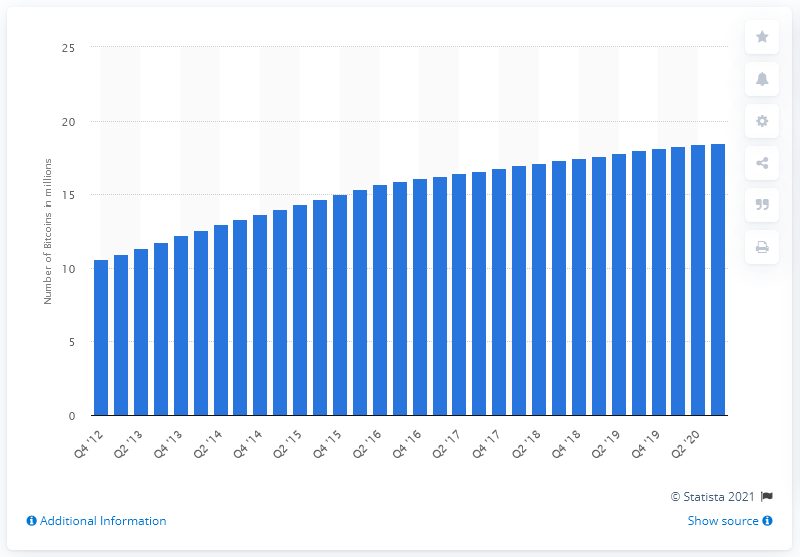 25
20
15
10
5
0
Number of Bitcoins in millions
Q4 '12
Q2 '13
Q4 '13
Q2 '14
Q4 '14
Q2 '15
Q4 '15
Q2 '16
Q4 '16
Q2 '17
Q4 '17
Q2 '18
Q4 '18
Q2 '19
Q4 '19
Q2 '20
© Statista 2021
Additional Information
Show source